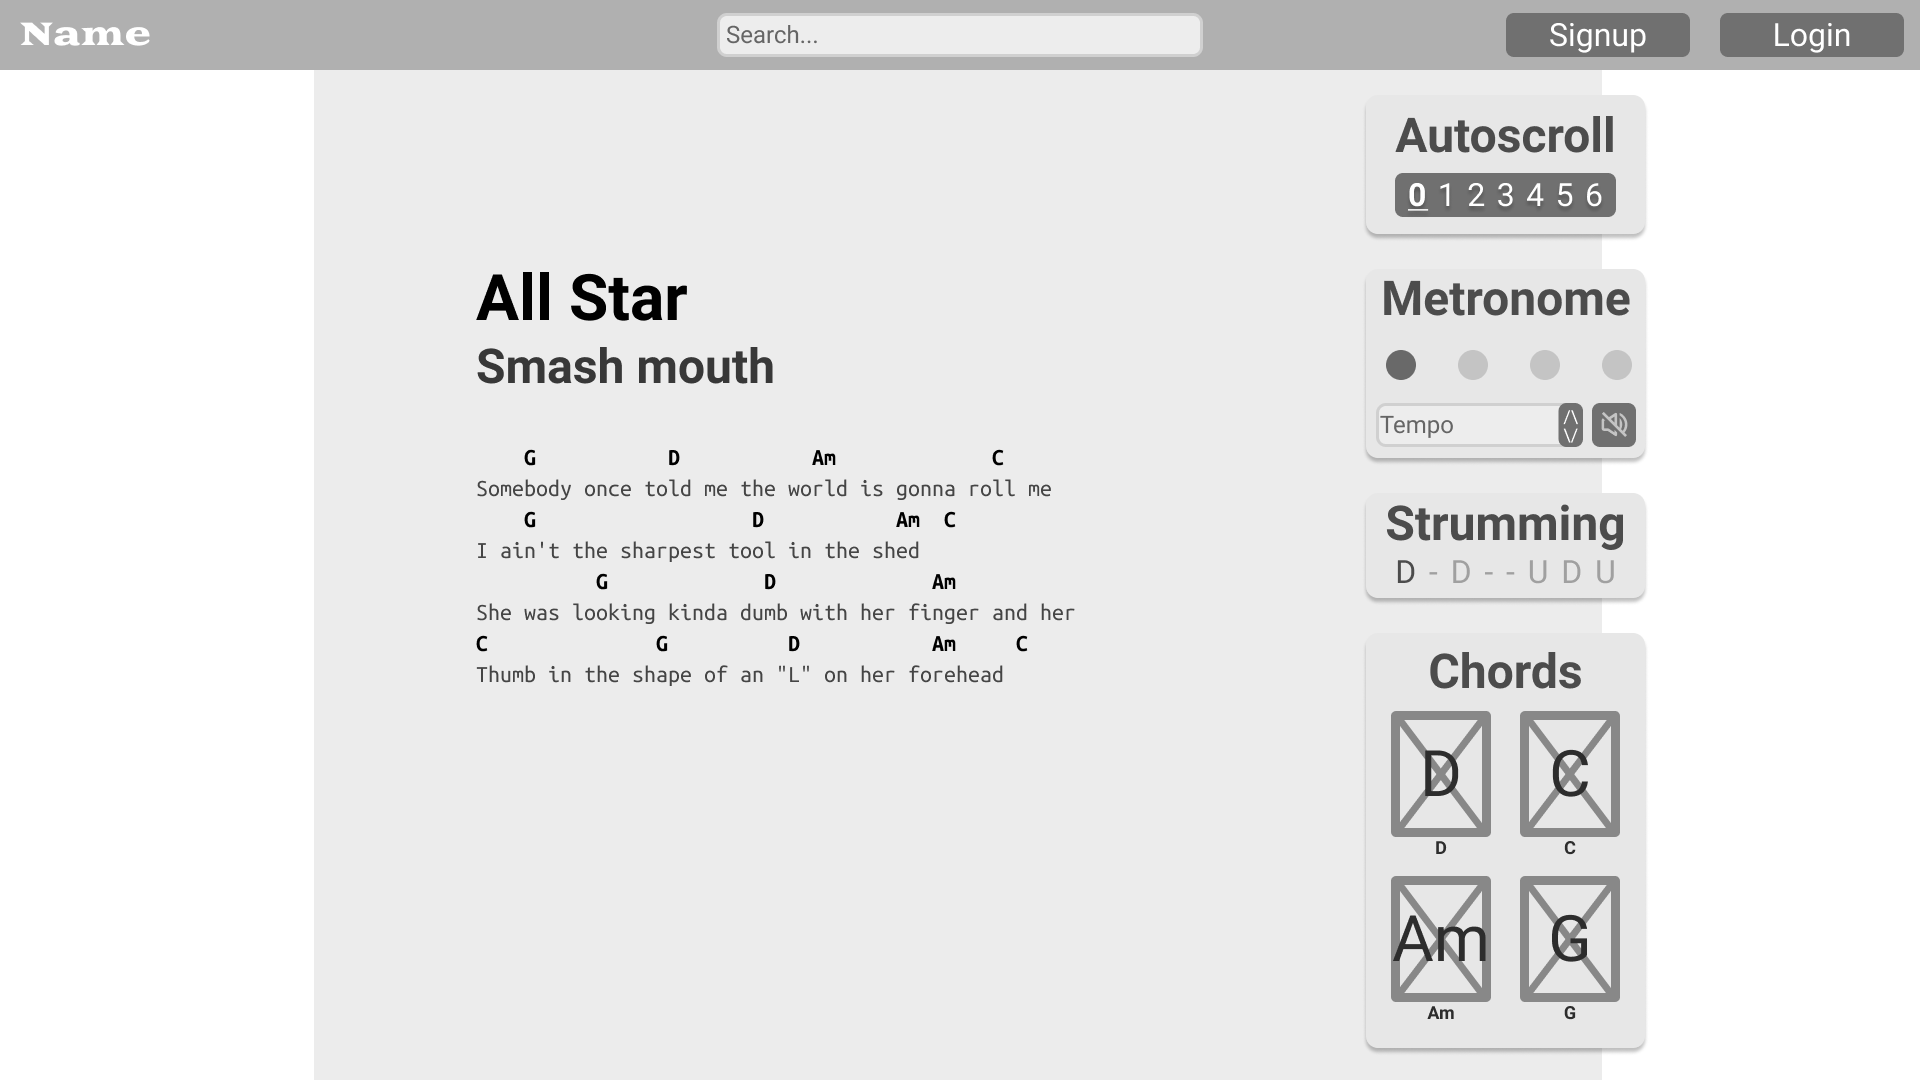 Name
Search...
Signup
Login
All Star
Smash mouth
G D Am C
Somebody once told me the world is gonna roll me
G D Am C
I ain't the sharpest tool in the shed
G D Am
She was looking kinda dumb with her finger and her
C G D Am C
Thumb in the shape of an "L" on her forehead
Autoscroll
0 1 2 3 4 5 6
Metronome
Tempo
Strumming
D - D - - U D U
Chords
D C
D C
Am G
Am G